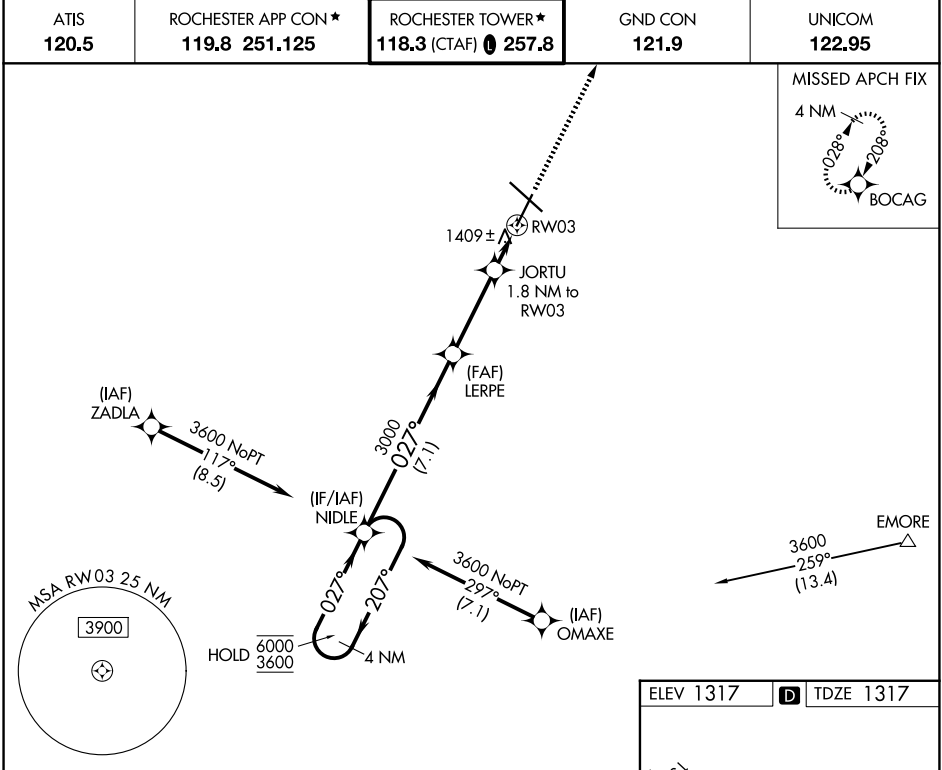 ATIS
120.5
ROCHESTER APP CON★
119.8 251.125
ROCHESTER TOWER★
118.3 (CTAF) L 257.8
GND CON
121.9
UNICOM
122.95
MISSED APCH FIX
4 NM
028°
208°
BOCAG
RW03
1409±
JORTU
1.8 NM to
RW03
(FAF)
LERPE
(IAF)
ZADLA
3600 NoPT
117°
(8.5)
3000
027°
(7.1)
(IF/IAF)
NIDLE
EMORE
3600
259°
(13.4)
3600 NoPT
297°
(7.1)
(IAF)
OMAXE
027°
207°
HOLD 6000
3600
4 NM
MSA RW03 25 NM
3900
ELEV 1317 D TDZE 1317